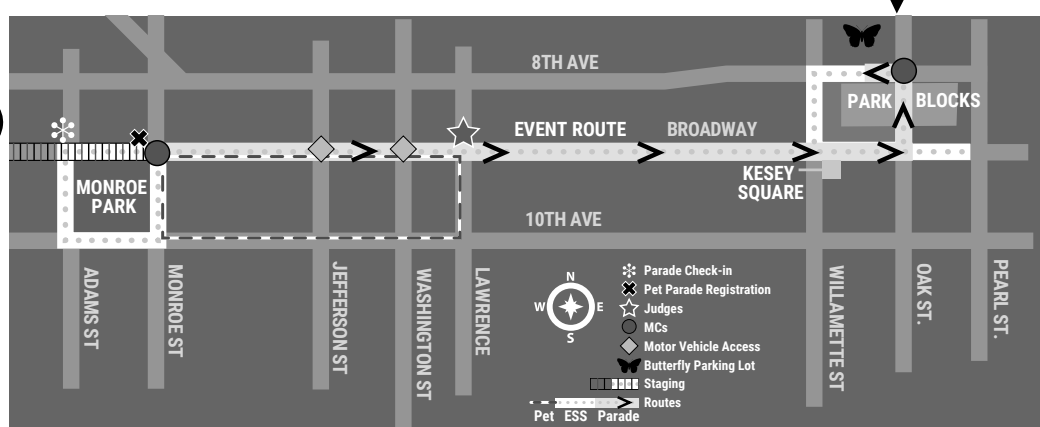 8TH AVE
PARK BLOCKS
EVENT ROUTE BROADWAY
MONROE
PARK
KESEY
SQUARE
10TH AVE
ADAMS ST
MONROE ST
JEFFERSON ST
WASHINGTON ST
LAWRENCE
WILLAMETTE ST
OAK ST.
PEARL ST.
N
W E
S
Parade Check-in
Pet Parade Registration
Judges
MCs
Motor Vehicle Access
Butterfly Parking Lot
Staging
Routes
Pet ESS Parade